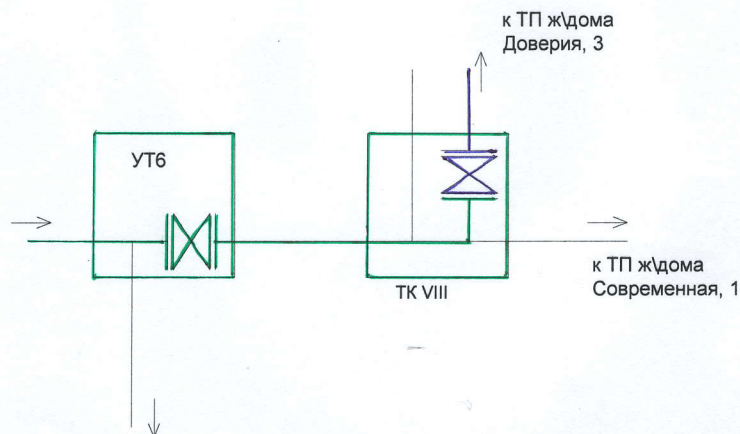 к ТП ж\дома
Доверия, 3
УТ6
ТК VIII
к ТП ж\дома
Современная, 1